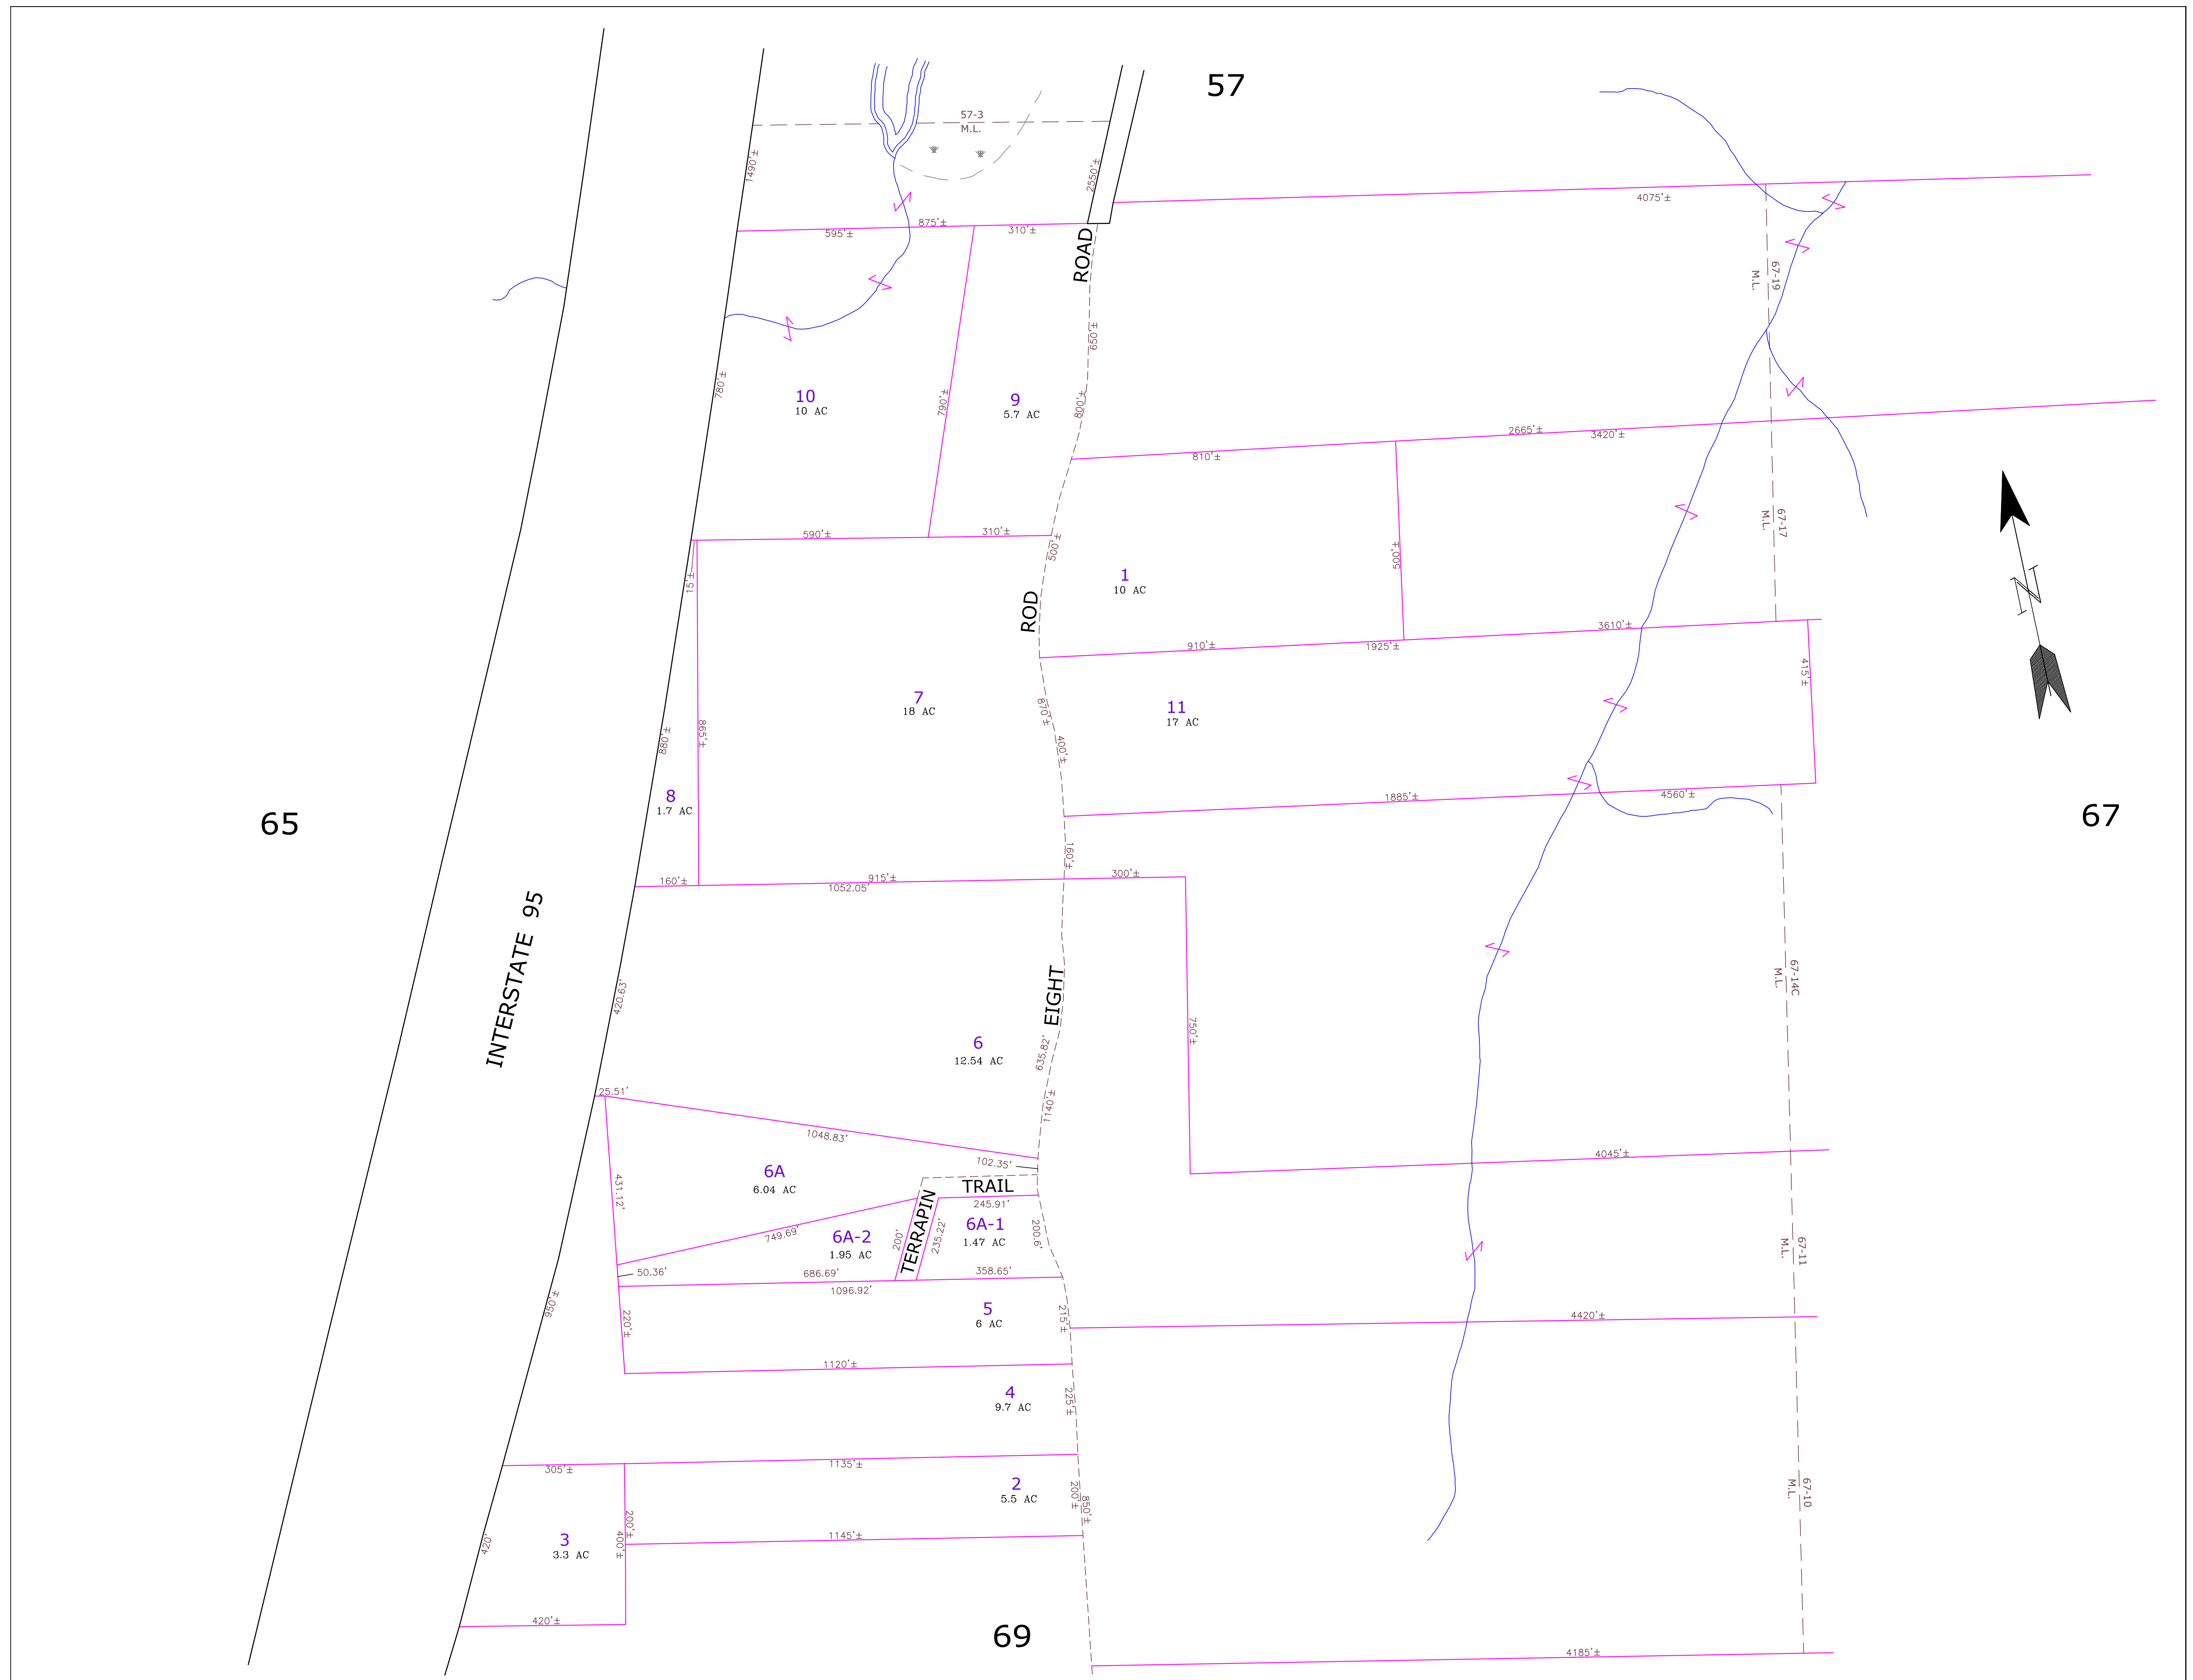 57
57-3
M.L.
1490'±
2550'±
4075'±
875'±
595'±
310'±
ROAD
67-19
M.L.
650'±
780'±
790'±
800'±
10
10 AC
9
5.7 AC
2665'±
3420'±
810'±
67-17
M.L.
590'±
310'±
500'±
500'±
15'±
1
10 AC
ROD
3610'±
910'±
1925'±
415'±
7
18 AC
870'±
11
17 AC
865'±
880'±
400'±
8
1.7 AC
1885'±
4560'±
65
67
160'±
160'±
915'±
1052.05'
300'±
INTERSTATE 95
420.63'
EIGHT
67-14C
M.L.
750'±
6
12.54 AC
635.82'
25.51'
1140'±
1048.83'
4045'±
102.35'
6A
6.04 AC
431.12'
TRAIL
245.91'
TERRAPIN
6A-1
1.47 AC
6A-2
1.95 AC
749.69'
200'
235.22'
200.6'
67-11
M.L.
50.36'
686.69'
358.65'
1096.92'
950'±
220'±
5
6 AC
215'±
4420'±
1120'±
4
9.7 AC
225'±
305'±
1135'±
2
5.5 AC
200'±
850'±
67-10
M.L.
200'±
400'±
3
3.3 AC
420'
1145'±
420'±
69
4185'±
N